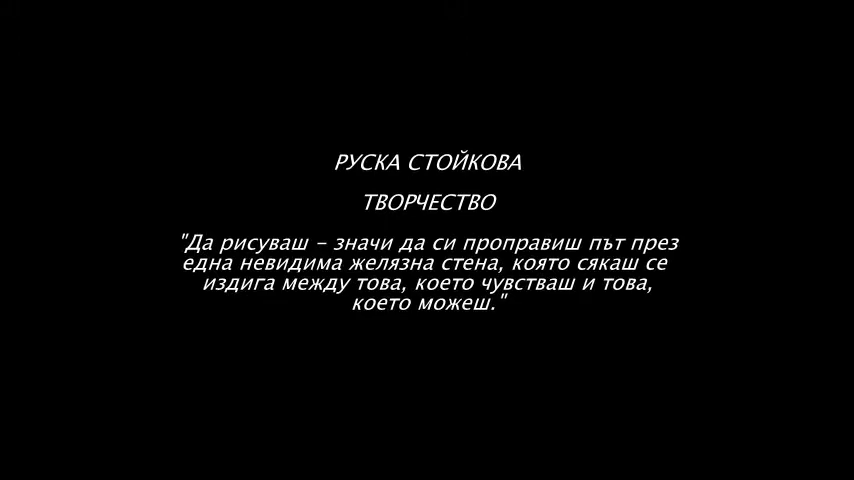 РУСКА СТОЙКОВА
ТВОРЧЕСТВО
"Да рисуваш - значи да си проправиш път през
една невидима желязна стена, която сякаш се
издига между това, което чувстваш и това,
което можеш."